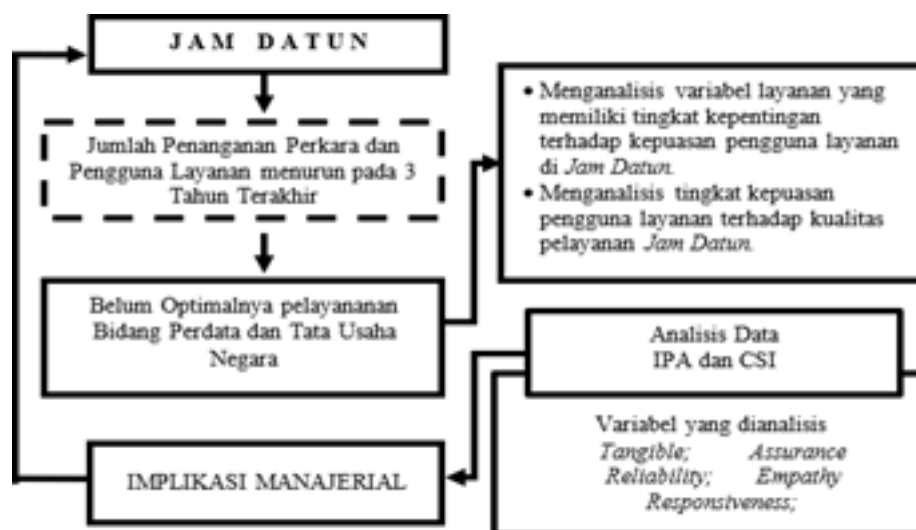 JAM DATUN
Jumlah Penanganan Perkara dan
Pengguna Layanan menurun pada 3
Tahun Terakhir
Belum Optimalnya pelayananan
Bidang Perdata dan Tata Usaha
Negara
• Menganalisis variabel layanan yang
memiliki tingkat kepentingan
terhadap kepuasan pengguna layanan
di Jam Datun.
• Menganalisis tingkat kepuasan
pengguna layanan terhadap kualitas
pelayanan Jam Datun.
Analisis Data
IPA dan CSI
Variabel yang dianalisis
Tangible; Assurance
Reliability; Empathy
Responsiveness;
IMPLIKASI MANAJERIAL